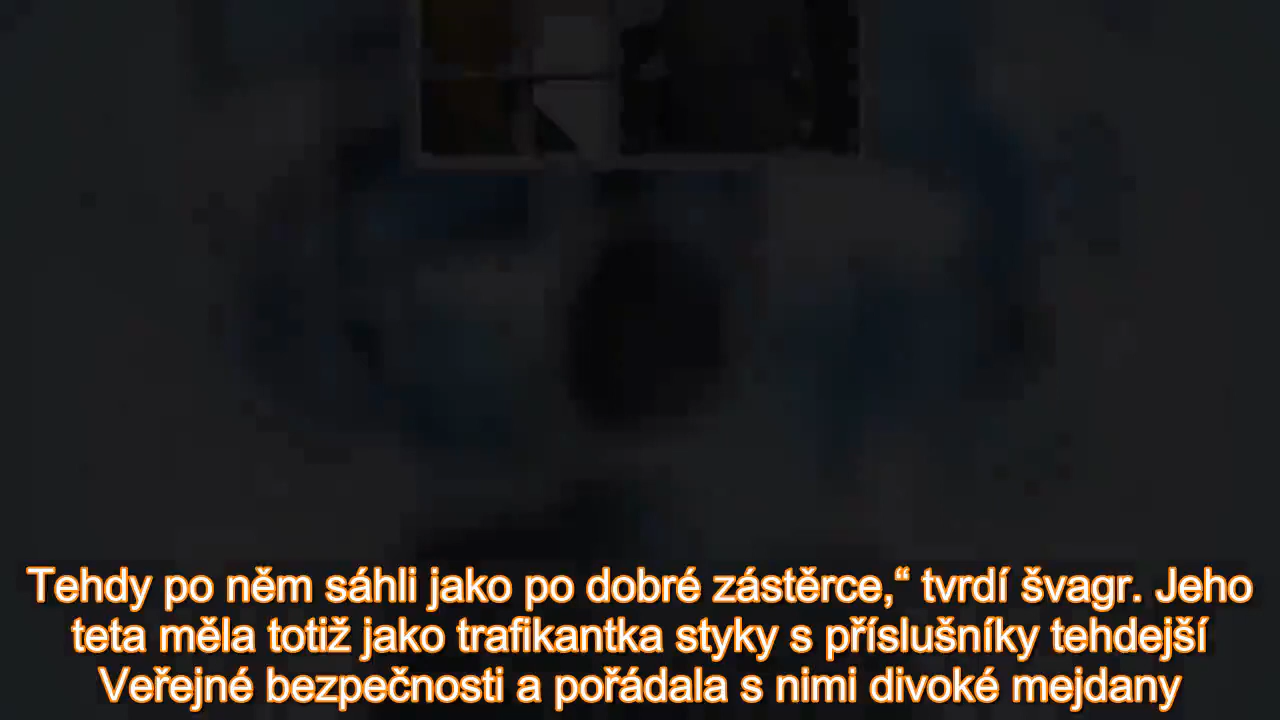 Tehdy po něm sáhli jako po dobré zástěrce,“ tvrdí švagr. Jeho
teta měla totiž jako trafikantka styky s příslušníky tehdejší
Veřejné bezpečnosti a pořádala s nimi divoké mejdany